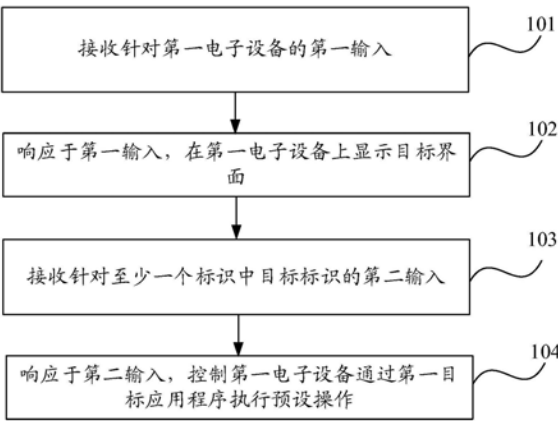 接收针对第一电子设备的第一输入
101
响应于第一输入，在第一电子设备上显示目标界
面
102
接收针对至少一个标识中目标标识的第二输入
103
响应于第二输入，控制第一电子设备通过第一目
标应用程序执行预设操作
104